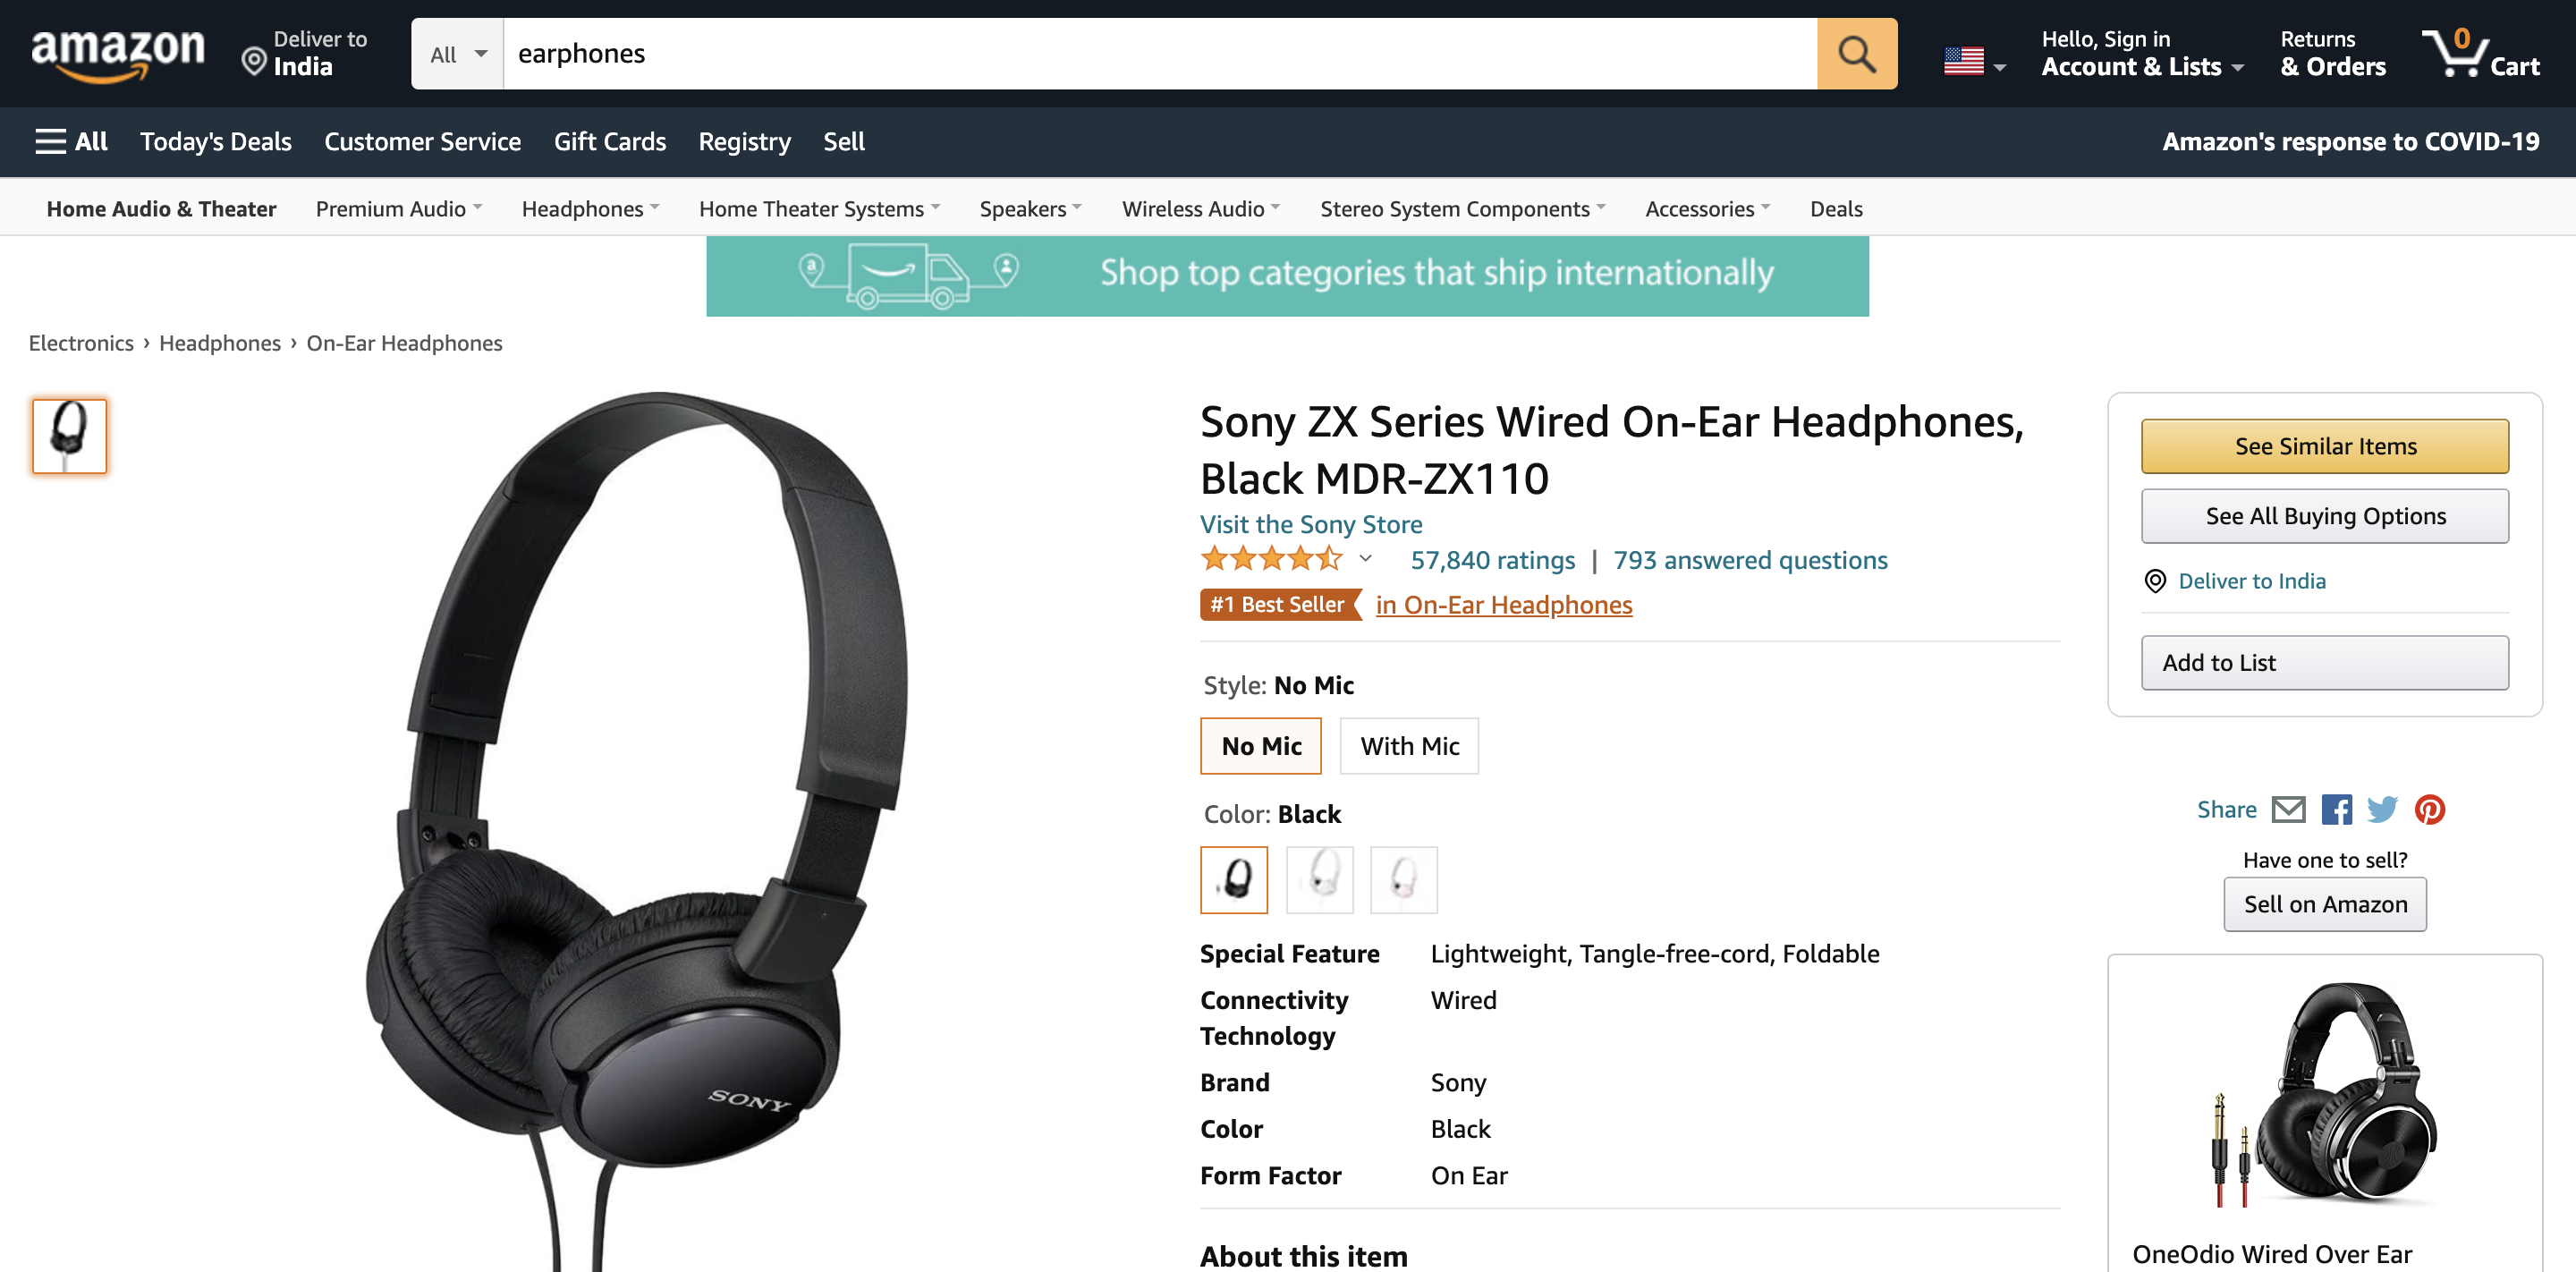 amazon
Deliver to
India
All
earphones
Hello, Sign in
Account & Lists
Returns
& Orders
0
Cart
All
Today's Deals
Customer Service
Gift Cards
Registry
Sell
Amazon's response to COVID-19
Home Audio & Theater
Premium Audio
Headphones
Home Theater Systems
Speakers
Wireless Audio
Stereo System Components
Accessories
Deals
a
Shop top categories that ship internationally
Electronics › Headphones › On-Ear Headphones
SONY
Sony ZX Series Wired On-Ear Headphones,
Black MDR-ZX110
Visit the Sony Store
57,840 ratings | 793 answered questions
#1 Best Seller in On-Ear Headphones
Style: No Mic
No Mic
With Mic
Color: Black
Special Feature Lightweight, Tangle-free-cord, Foldable
Connectivity Wired
Technology
Brand Sony
Color Black
Form Factor On Ear
About this item
See Similar Items
See All Buying Options
Deliver to India
Add to List
Share
Have one to sell?
Sell on Amazon
OneOdio Wired Over Ear